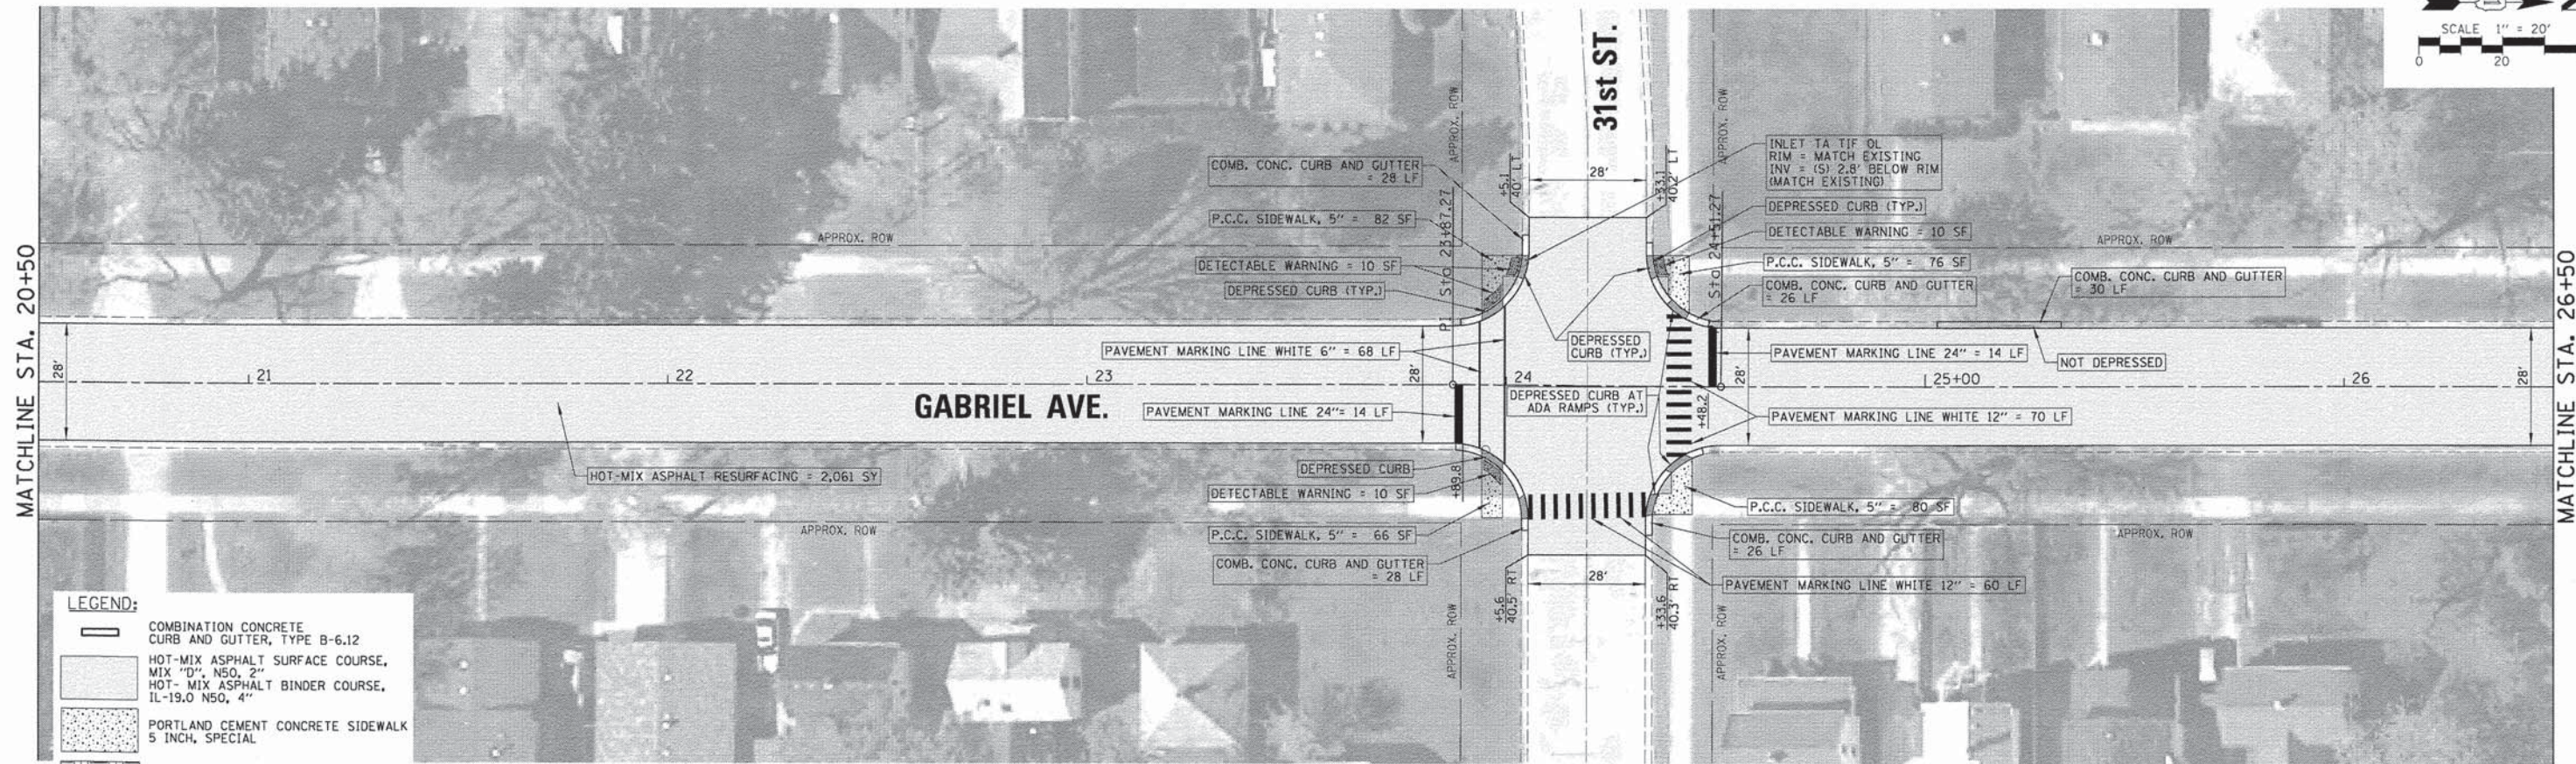 SCALE 1" = 20'
0 20
31st ST.
APPROX. ROW
APPROX. ROW
INLET TA TIF OL
RIM = MATCH EXISTING
INV = (S) 2.8' BELOW RIM
(MATCH EXISTING)
COMB. CONC. CURB AND GUTTER
= 28 LF
+5.1
40' LT
28'
+33.1
40.2' LT
P.C.C. SIDEWALK, 5" = 82 SF
DEPRESSED CURB (TYP.)
DETECTABLE WARNING = 10 SF
APPROX. ROW
APPROX. ROW
DETECTABLE WARNING = 10 SF
P.C.C. SIDEWALK, 5" = 76 SF
DEPRESSED CURB (TYP.)
COMB. CONC. CURB AND GUTTER
= 26 LF
COMB. CONC. CURB AND GUTTER
= 30 LF
PI Sta 23+87.27
Sta 24+51.27
MATCHLINE STA. 20+50
MATCHLINE STA. 26+50
28'
PAVEMENT MARKING LINE WHITE 6" = 68 LF
28'
DEPRESSED
CURB (TYP.)
PAVEMENT MARKING LINE 24" = 14 LF
28'
NOT DEPRESSED
28'
21
22
23
24
25+00
26
GABRIEL AVE.
PAVEMENT MARKING LINE 24"= 14 LF
DEPRESSED CURB AT
ADA RAMPS (TYP.)
+48.2
PAVEMENT MARKING LINE WHITE 12" = 70 LF
HOT-MIX ASPHALT RESURFACING = 2,061 SY
DEPRESSED CURB
+89.8
DETECTABLE WARNING = 10 SF
P.C.C. SIDEWALK, 5" = 80 SF
APPROX. ROW
P.C.C. SIDEWALK, 5" = 66 SF
COMB. CONC. CURB AND GUTTER
= 26 LF
APPROX. ROW
COMB. CONC. CURB AND GUTTER
= 28 LF
28'
PAVEMENT MARKING LINE WHITE 12" = 60 LF
+5.6
40.5' RT
+33.6
40.3' RT
APPROX. ROW
APPROX. ROW
LEGEND:
COMBINATION CONCRETE
CURB AND GUTTER, TYPE B-6.12
HOT-MIX ASPHALT SURFACE COURSE,
MIX "D", N50, 2"
HOT- MIX ASPHALT BINDER COURSE,
IL-19.0 N50, 4"
PORTLAND CEMENT CONCRETE SIDEWALK
5 INCH, SPECIAL